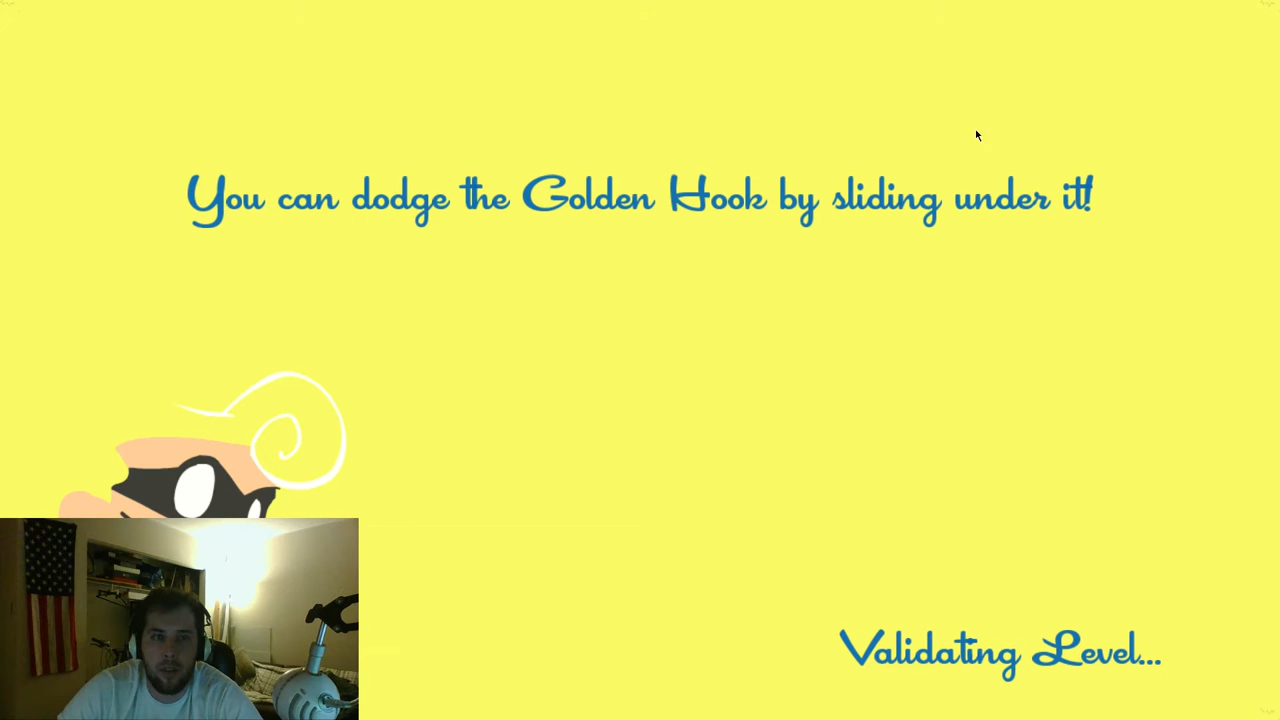 You can dodge the Golden Hook by sliding under it!
Validating Level...